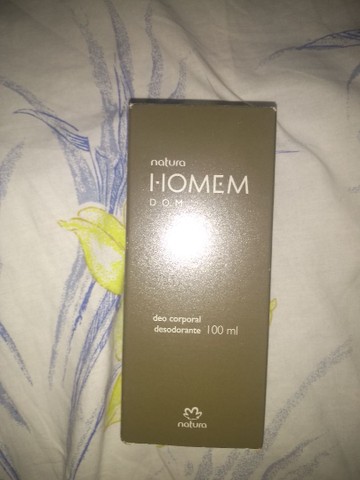 natura
HOMEM
DOM
deo corporal
desodorante 100 ml
natura